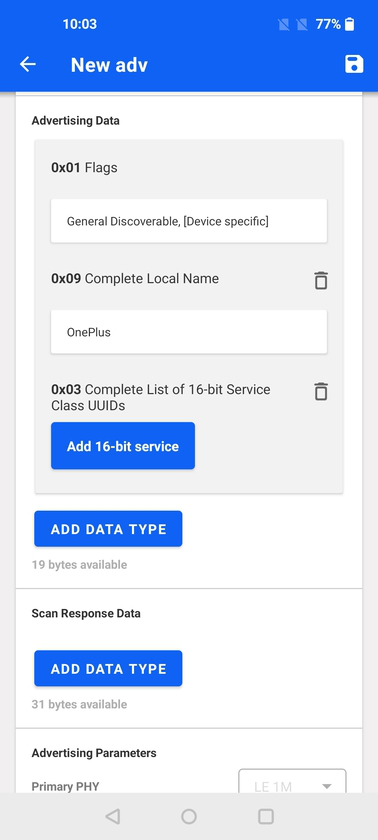 10:03
77%
New adv
Advertising Data
0x01 Flags
General Discoverable, [Device specific]
0x09 Complete Local Name
OnePlus
0x03 Complete List of 16-bit Service
Class UUIDs
Add 16-bit service
ADD DATA TYPE
19 bytes available
Scan Response Data
ADD DATA TYPE
31 bytes available
Advertising Parameters
Primary PHY
LE 1M